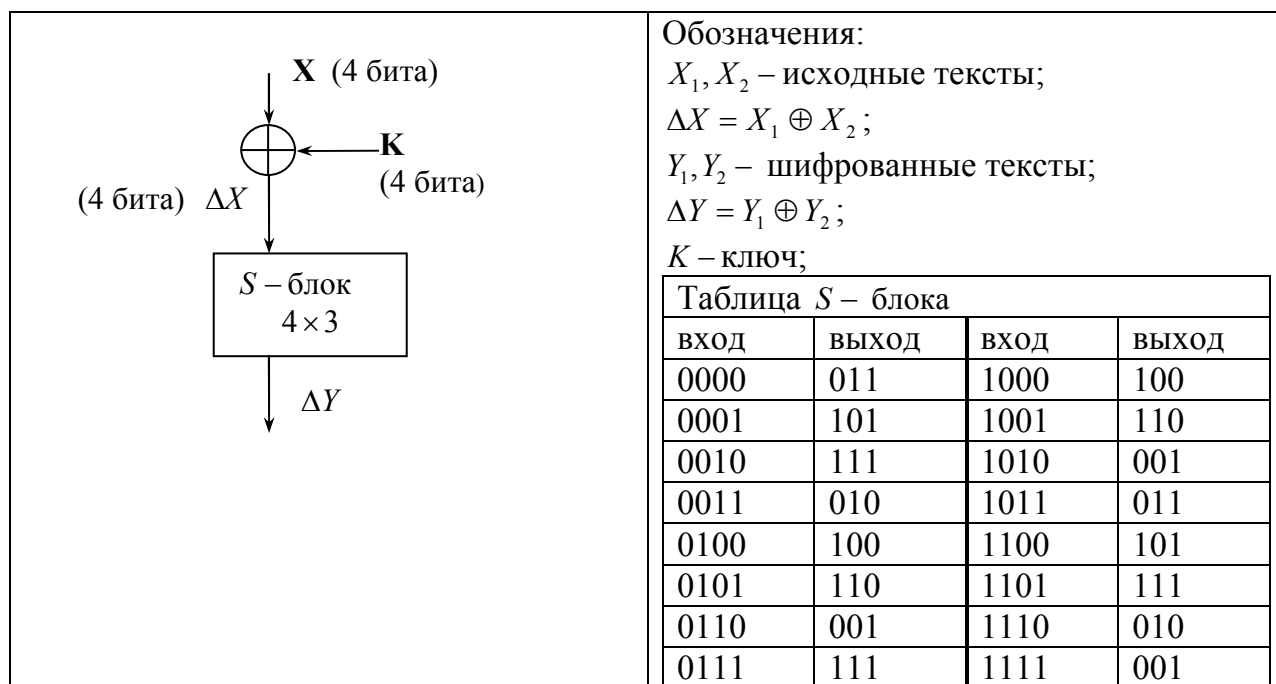 X (4 бита)
K
(4 бита)
(4 бита) ΔX
S – блок
4 × 3
ΔY
Обозначения:
X₁, X₂ – исходные тексты;
ΔX = X₁ ⊕ X₂ ;
Y₁, Y₂ – шифрованные тексты;
ΔY = Y₁ ⊕ Y₂ ;
K – ключ;
Таблица S – блока
вход выход вход выход
0000 011 1000 100
0001 101 1001 110
0010 111 1010 001
0011 010 1011 011
0100 100 1100 101
0101 110 1101 111
0110 001 1110 010
0111 111 1111 001